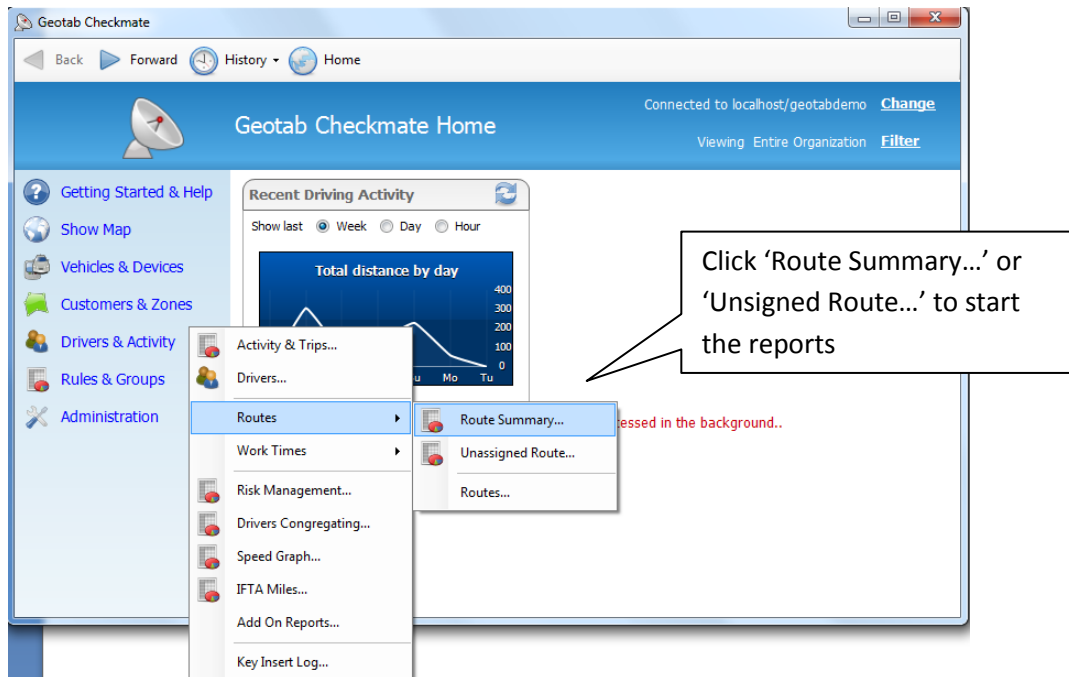 Geotab Checkmate
Back Forward History Home
Connected to localhost/geotabdemo Change
Geotab Checkmate Home
Viewing Entire Organization Filter
Getting Started & Help
Show Map
Vehicles & Devices
Customers & Zones
Drivers & Activity
Rules & Groups
Administration
Recent Driving Activity
Show last Week Day Hour
Total distance by day
400
300
200
100
0
Mo Tu
Click ‘Route Summary…’ or
‘Unsigned Route…’ to start
the reports
Activity & Trips...
Drivers...
Routes
Work Times
Risk Management...
Drivers Congregating...
Speed Graph...
IFTA Miles...
Add On Reports...
Key Insert Log...
Route Summary...
Unassigned Route...
Routes...
in the background..